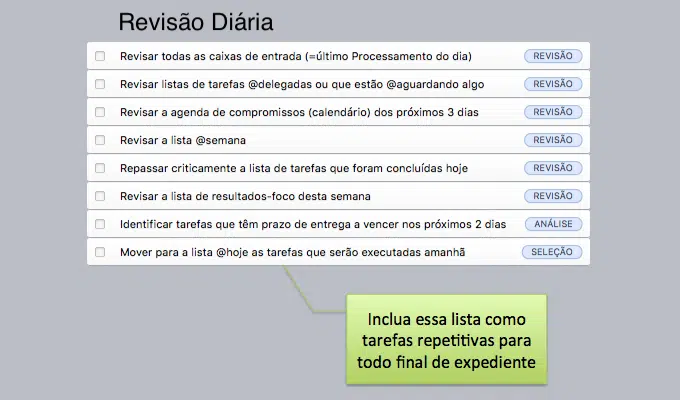 Revisão Diária
Revisar todas as caixas de entrada (=último Processamento do dia) REVISÃO
Revisar listas de tarefas @delegadas ou que estão @aguardando algo REVISÃO
Revisar a agenda de compromissos (calendário) dos próximos 3 dias REVISÃO
Revisar a lista @semana REVISÃO
Repassar criticamente a lista de tarefas que foram concluídas hoje REVISÃO
Revisar a lista de resultados-foco desta semana REVISÃO
Identificar tarefas que têm prazo de entrega a vencer nos próximos 2 dias ANÁLISE
Mover para a lista @hoje as tarefas que serão executadas amanhã SELEÇÃO
Inclua essa lista como
tarefas repetitivas para
todo final de expediente